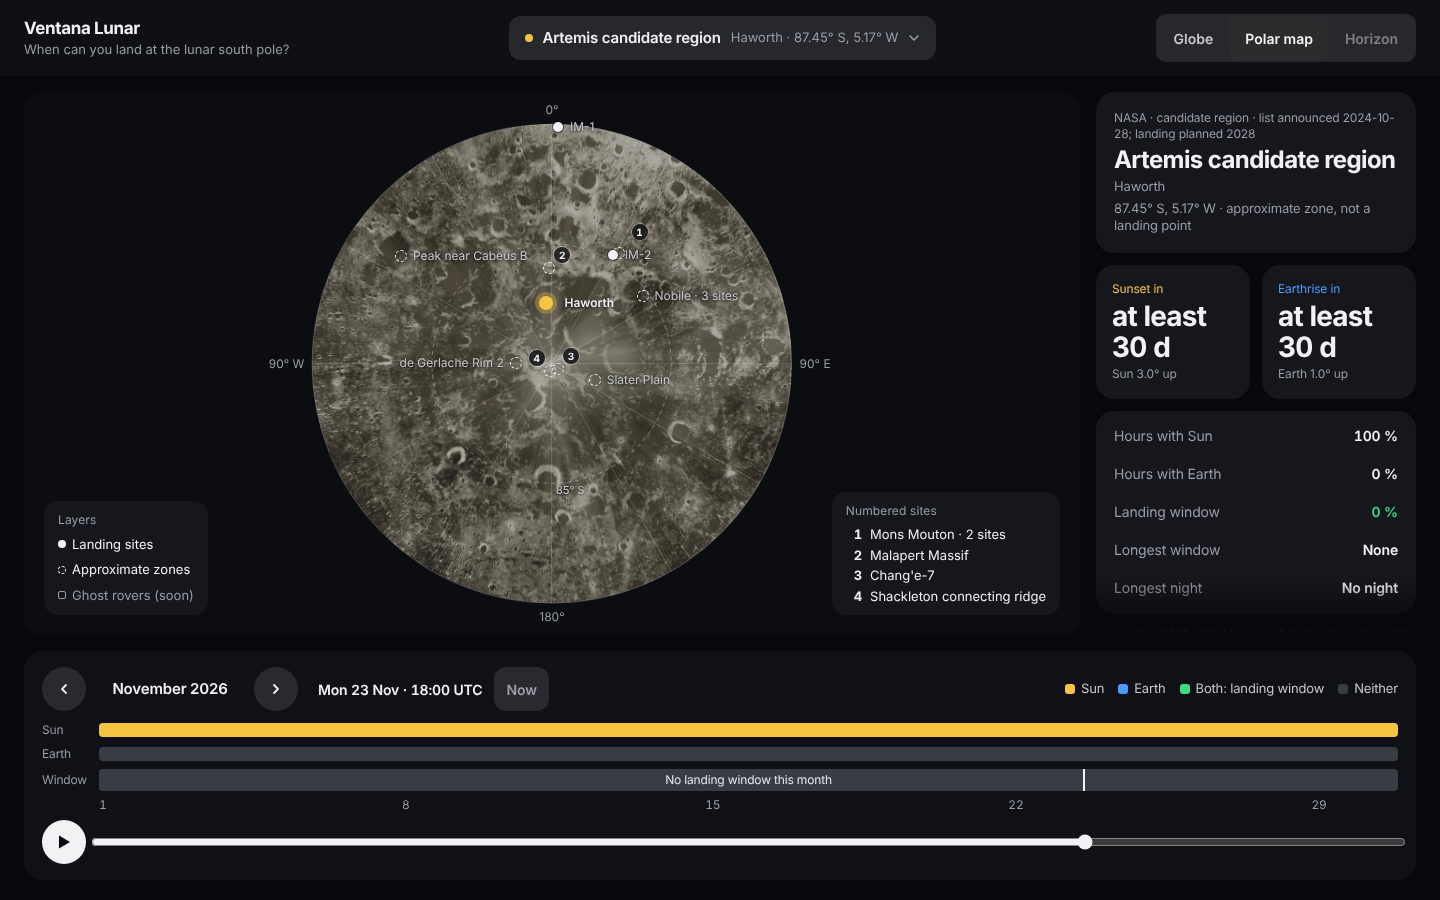 Ventana Lunar
When can you land at the lunar south pole?
Artemis candidate region Haworth · 87.45° S, 5.17° W
Globe Polar map Horizon
0°
IM-1
1
Peak near Cabeus B 2 IM-2
Nobile · 3 sites
Haworth
90° W de Gerlache Rim 2 4 3 90° E
Slater Plain
85° S
180°
Layers
Landing sites
Approximate zones
Ghost rovers (soon)
Numbered sites
1 Mons Mouton · 2 sites
2 Malapert Massif
3 Chang'e-7
4 Shackleton connecting ridge
NASA · candidate region · list announced 2024-10-
28; landing planned 2028
Artemis candidate region
Haworth
87.45° S, 5.17° W · approximate zone, not a
landing point
Sunset in
at least
30 d
Sun 3.0° up
Earthrise in
at least
30 d
Earth 1.0° up
Hours with Sun 100 %
Hours with Earth 0 %
Landing window 0 %
Longest window None
Longest night No night
November 2026 Mon 23 Nov · 18:00 UTC Now
Sun Earth Both: landing window Neither
Sun
Earth
Window No landing window this month
1 8 15 22 29